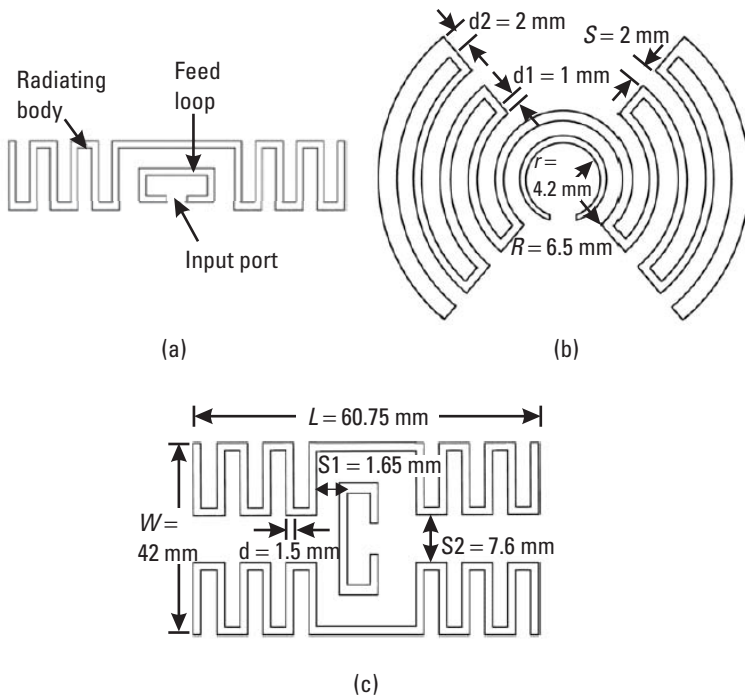 Radiating
body
Feed
loop
Input port
(a)
d2 = 2 mm
S = 2 mm
d1 = 1 mm
r =
4.2 mm
R = 6.5 mm
(b)
L = 60.75 mm
S1 = 1.65 mm
W =
42 mm
d = 1.5 mm
S2 = 7.6 mm
(c)